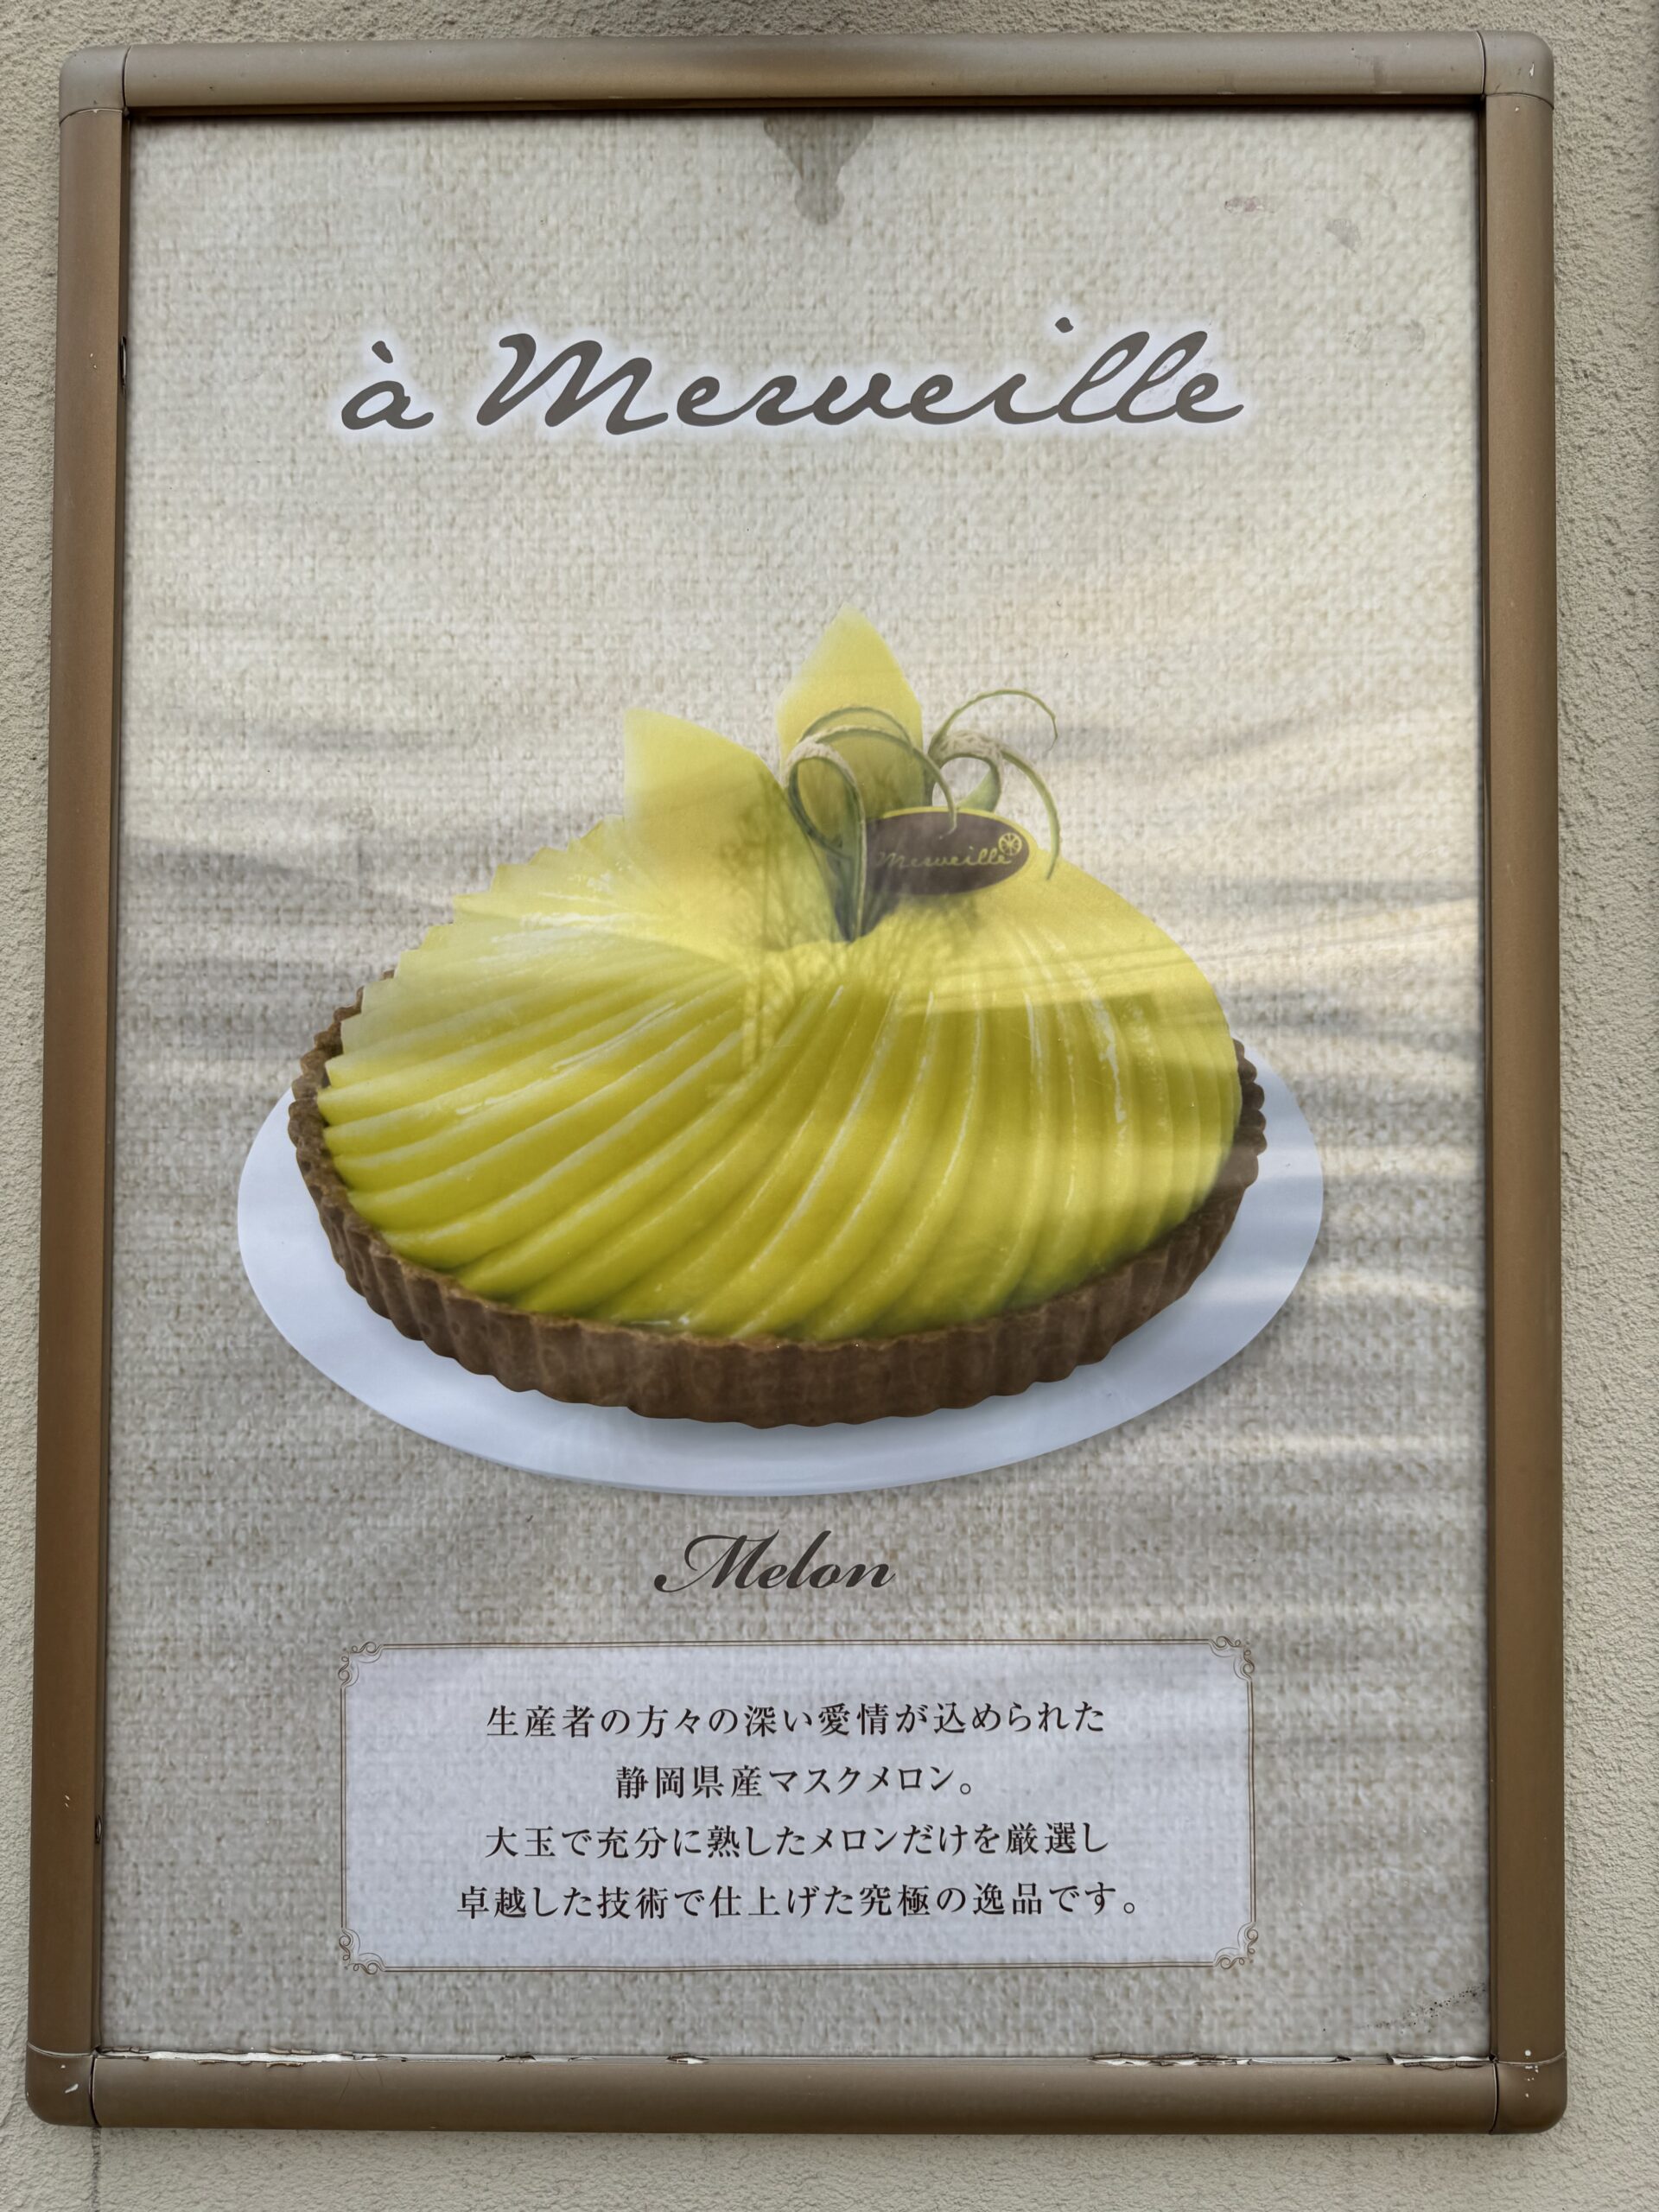 à Merveille
Merveille
Melon
生産者の方々の深い愛情が込められた
静岡県産マスクメロン。
大玉で充分に熟したメロンだけを厳選し
卓越した技術で仕上げた究極の逸品です。